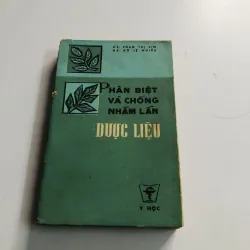 PHÂN BIỆT
VÀ CHỐNG
NHẦM LẪN
DƯỢC LIỆU
Y HỌC